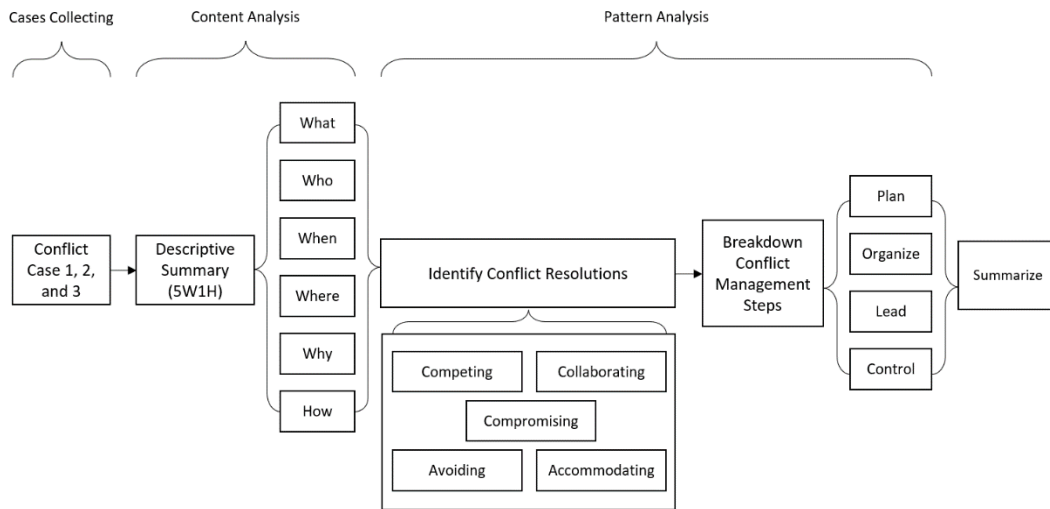 Cases Collecting
Content Analysis
Pattern Analysis
Conflict
Case 1, 2,
and 3
Descriptive
Summary
(5W1H)
What
Who
When
Where
Why
How
Identify Conflict Resolutions
Competing
Collaborating
Compromising
Avoiding
Accommodating
Breakdown
Conflict
Management
Steps
Plan
Organize
Lead
Control
Summarize